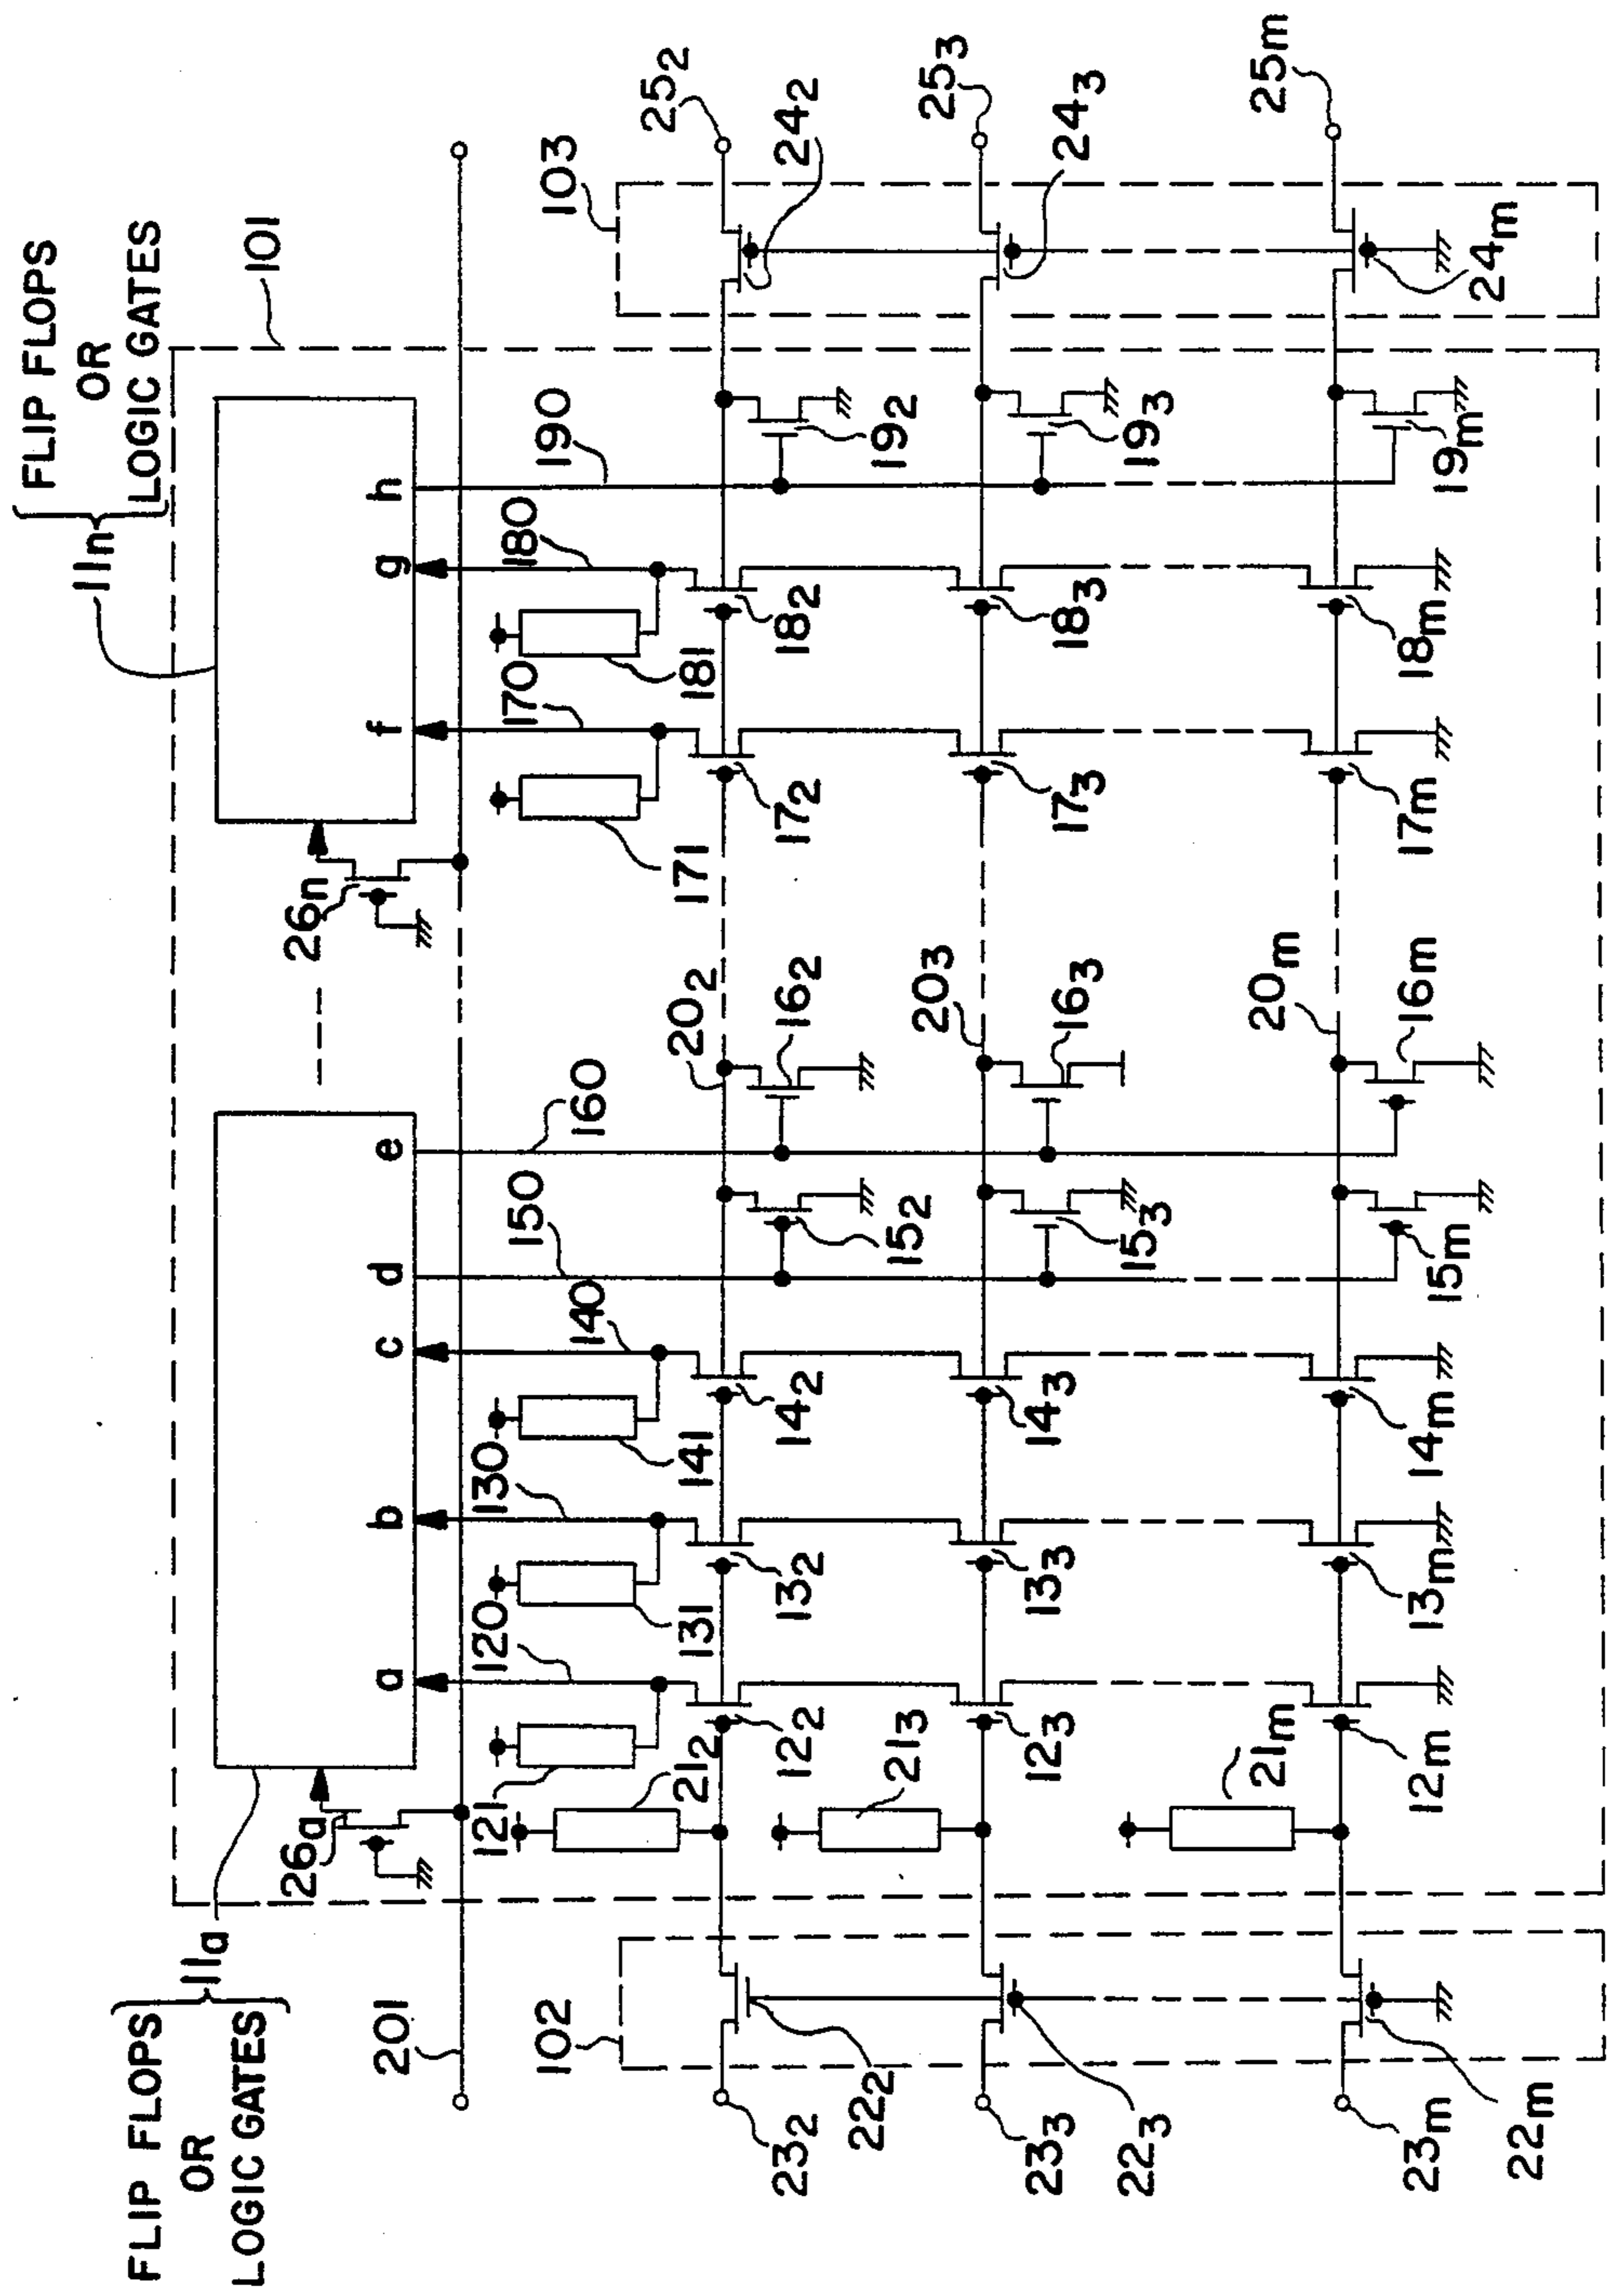 FLIP FLOPS
OR
LOGIC GATES
11a
FLIP FLOPS
OR
LOGIC GATES
11n
101
26a
26n
a
b
c
d
e
f
g
h
201
120
130
140
150
160
170
180
190
121
131
141
171
181
102
103
21₂
12₂
13₂
14₂
15₂
20₂
16₂
17₂
18₂
19₂
23₂
22₂
24₂
25₂
21₃
12₃
13₃
14₃
15₃
20₃
16₃
17₃
18₃
19₃
23₃
22₃
24₃
25₃
21m
12m
13m
14m
15m
20m
16m
17m
18m
19m
23m
22m
24m
25m